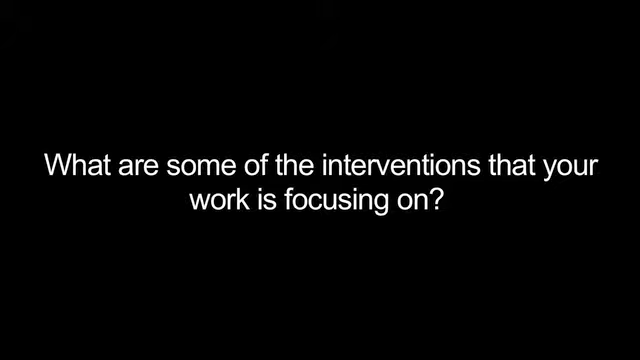 What are some of the interventions that your
work is focusing on?